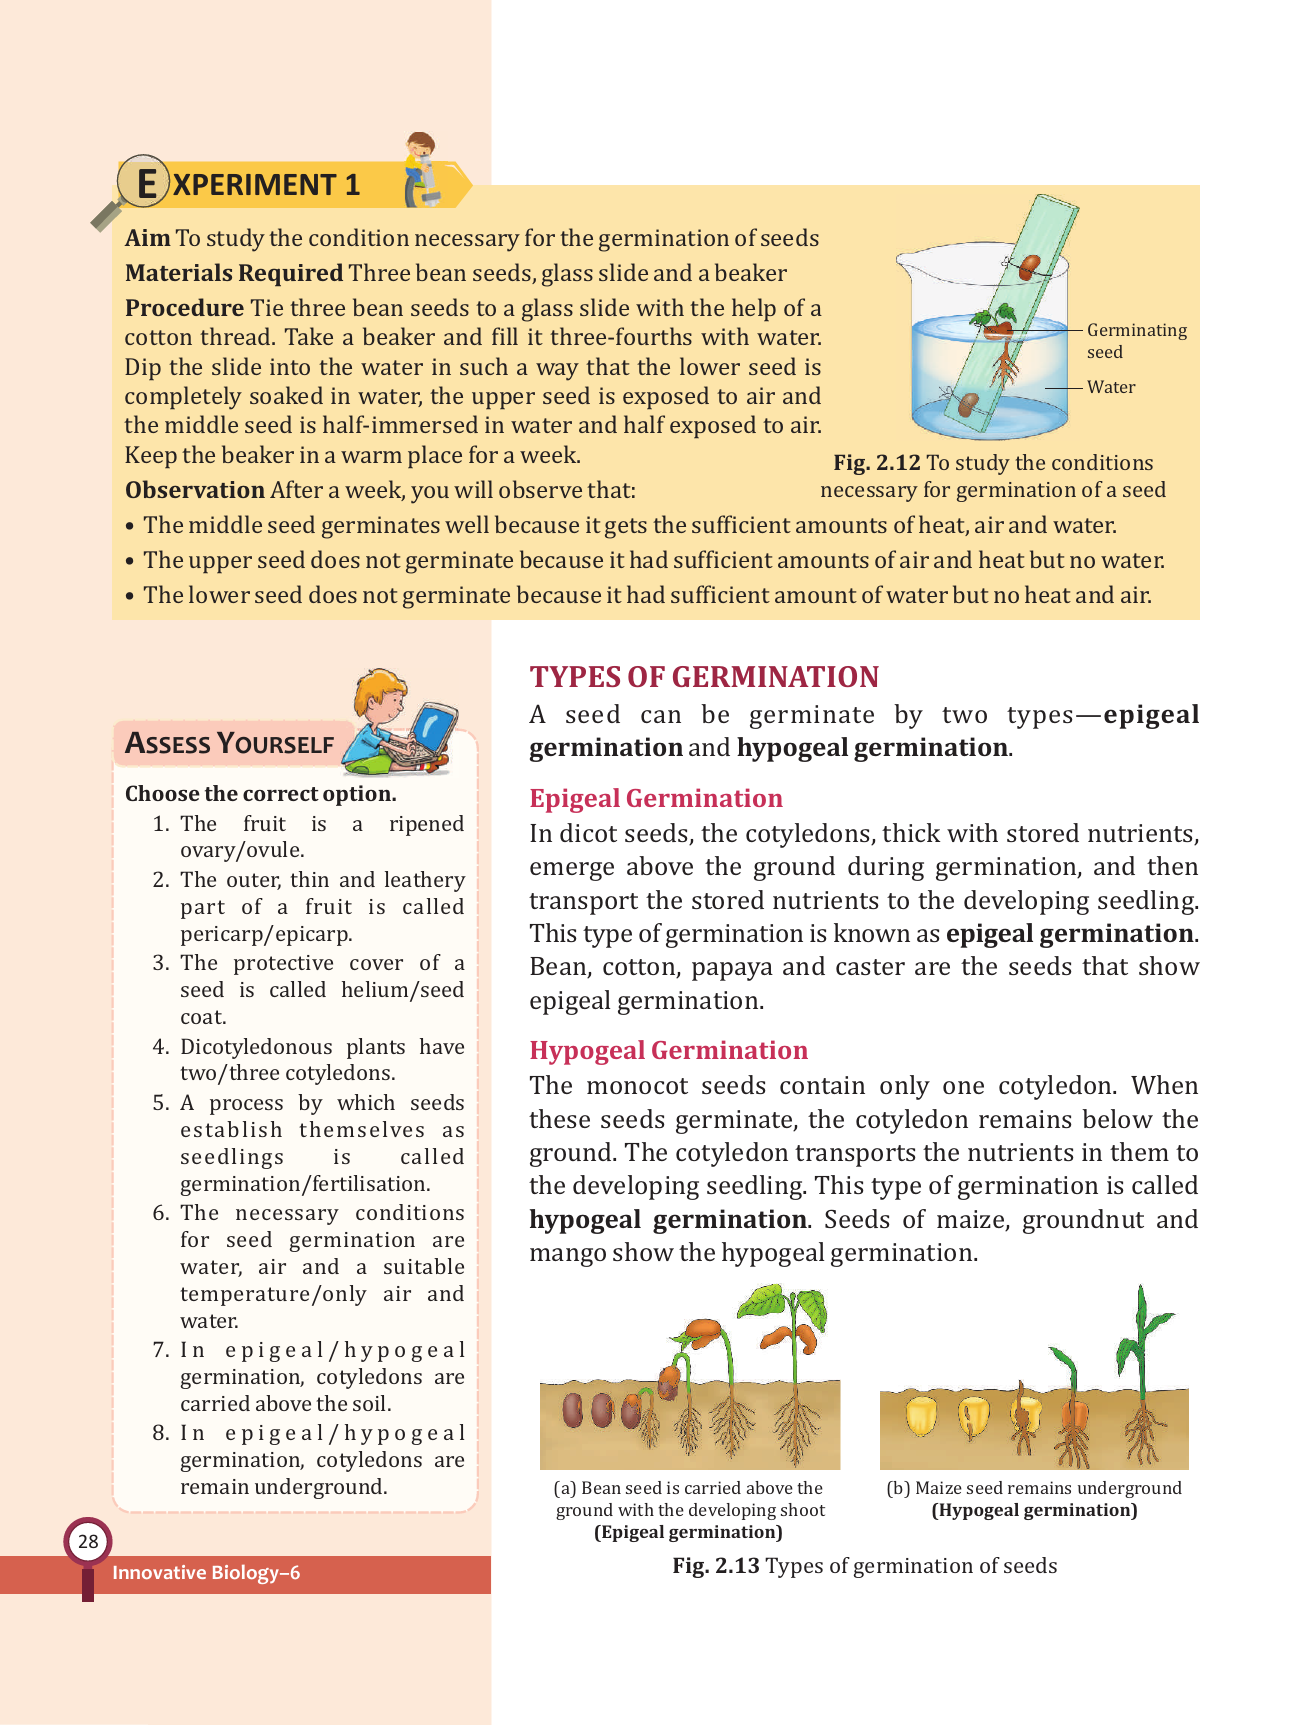 EXPERIMENT 1
Aim To study the condition necessary for the germination of seeds
Materials Required Three bean seeds, glass slide and a beaker
Procedure Tie three bean seeds to a glass slide with the help of a
cotton thread. Take a beaker and fill it three-fourths with water.
Dip the slide into the water in such a way that the lower seed is
completely soaked in water, the upper seed is exposed to air and
the middle seed is half-immersed in water and half exposed to air.
Keep the beaker in a warm place for a week.
Germinating
seed
Water
Fig. 2.12 To study the conditions
necessary for germination of a seed
Observation After a week, you will observe that:
• The middle seed germinates well because it gets the sufficient amounts of heat, air and water.
• The upper seed does not germinate because it had sufficient amounts of air and heat but no water.
• The lower seed does not germinate because it had sufficient amount of water but no heat and air.
ASSESS YOURSELF
Choose the correct option.
1. The fruit is a ripened
ovary/ovule.
2. The outer, thin and leathery
part of a fruit is called
pericarp/epicarp.
3. The protective cover of a
seed is called helium/seed
coat.
4. Dicotyledonous plants have
two/three cotyledons.
5. A process by which seeds
establish themselves as
seedlings is called
germination/fertilisation.
6. The necessary conditions
for seed germination are
water, air and a suitable
temperature/only air and
water.
7. In epigeal/hypogeal
germination, cotyledons are
carried above the soil.
8. In epigeal/hypogeal
germination, cotyledons are
remain underground.
TYPES OF GERMINATION
A seed can be germinate by two types—epigeal
germination and hypogeal germination.
Epigeal Germination
In dicot seeds, the cotyledons, thick with stored nutrients,
emerge above the ground during germination, and then
transport the stored nutrients to the developing seedling.
This type of germination is known as epigeal germination.
Bean, cotton, papaya and caster are the seeds that show
epigeal germination.
Hypogeal Germination
The monocot seeds contain only one cotyledon. When
these seeds germinate, the cotyledon remains below the
ground. The cotyledon transports the nutrients in them to
the developing seedling. This type of germination is called
hypogeal germination. Seeds of maize, groundnut and
mango show the hypogeal germination.
(a) Bean seed is carried above the
ground with the developing shoot
(Epigeal germination)
(b) Maize seed remains underground
(Hypogeal germination)
Fig. 2.13 Types of germination of seeds
28
Innovative Biology–6